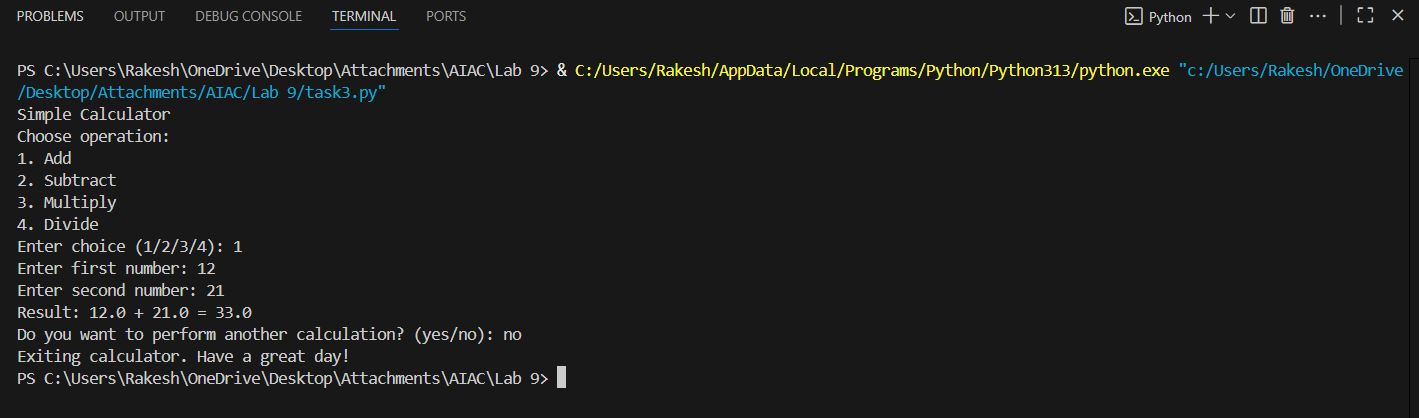 PROBLEMS OUTPUT DEBUG CONSOLE TERMINAL PORTS Python
PS C:\Users\Rakesh\OneDrive\Desktop\Attachments\AIAC\Lab 9> & C:/Users/Rakesh/AppData/Local/Programs/Python/Python313/python.exe "c:/Users/Rakesh/OneDrive
/Desktop/Attachments/AIAC/Lab 9/task3.py"
Simple Calculator
Choose operation:
1. Add
2. Subtract
3. Multiply
4. Divide
Enter choice (1/2/3/4): 1
Enter first number: 12
Enter second number: 21
Result: 12.0 + 21.0 = 33.0
Do you want to perform another calculation? (yes/no): no
Exiting calculator. Have a great day!
PS C:\Users\Rakesh\OneDrive\Desktop\Attachments\AIAC\Lab 9>